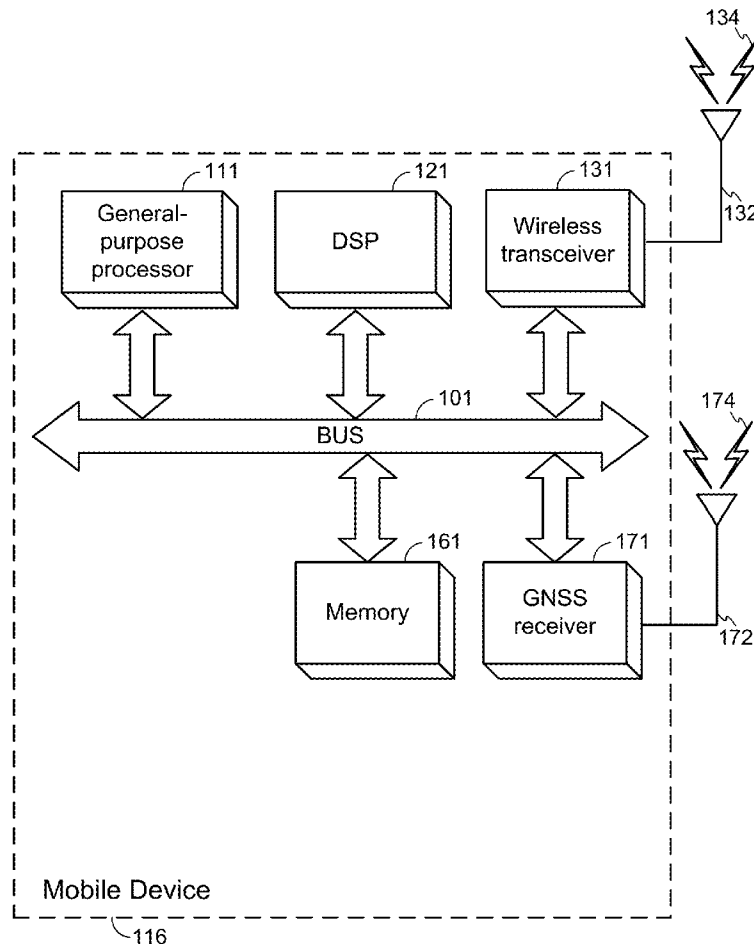 134
111
121
131
General-
purpose
processor
DSP
Wireless
transceiver
132
101
BUS
174
161
171
Memory
GNSS
receiver
172
Mobile Device
116